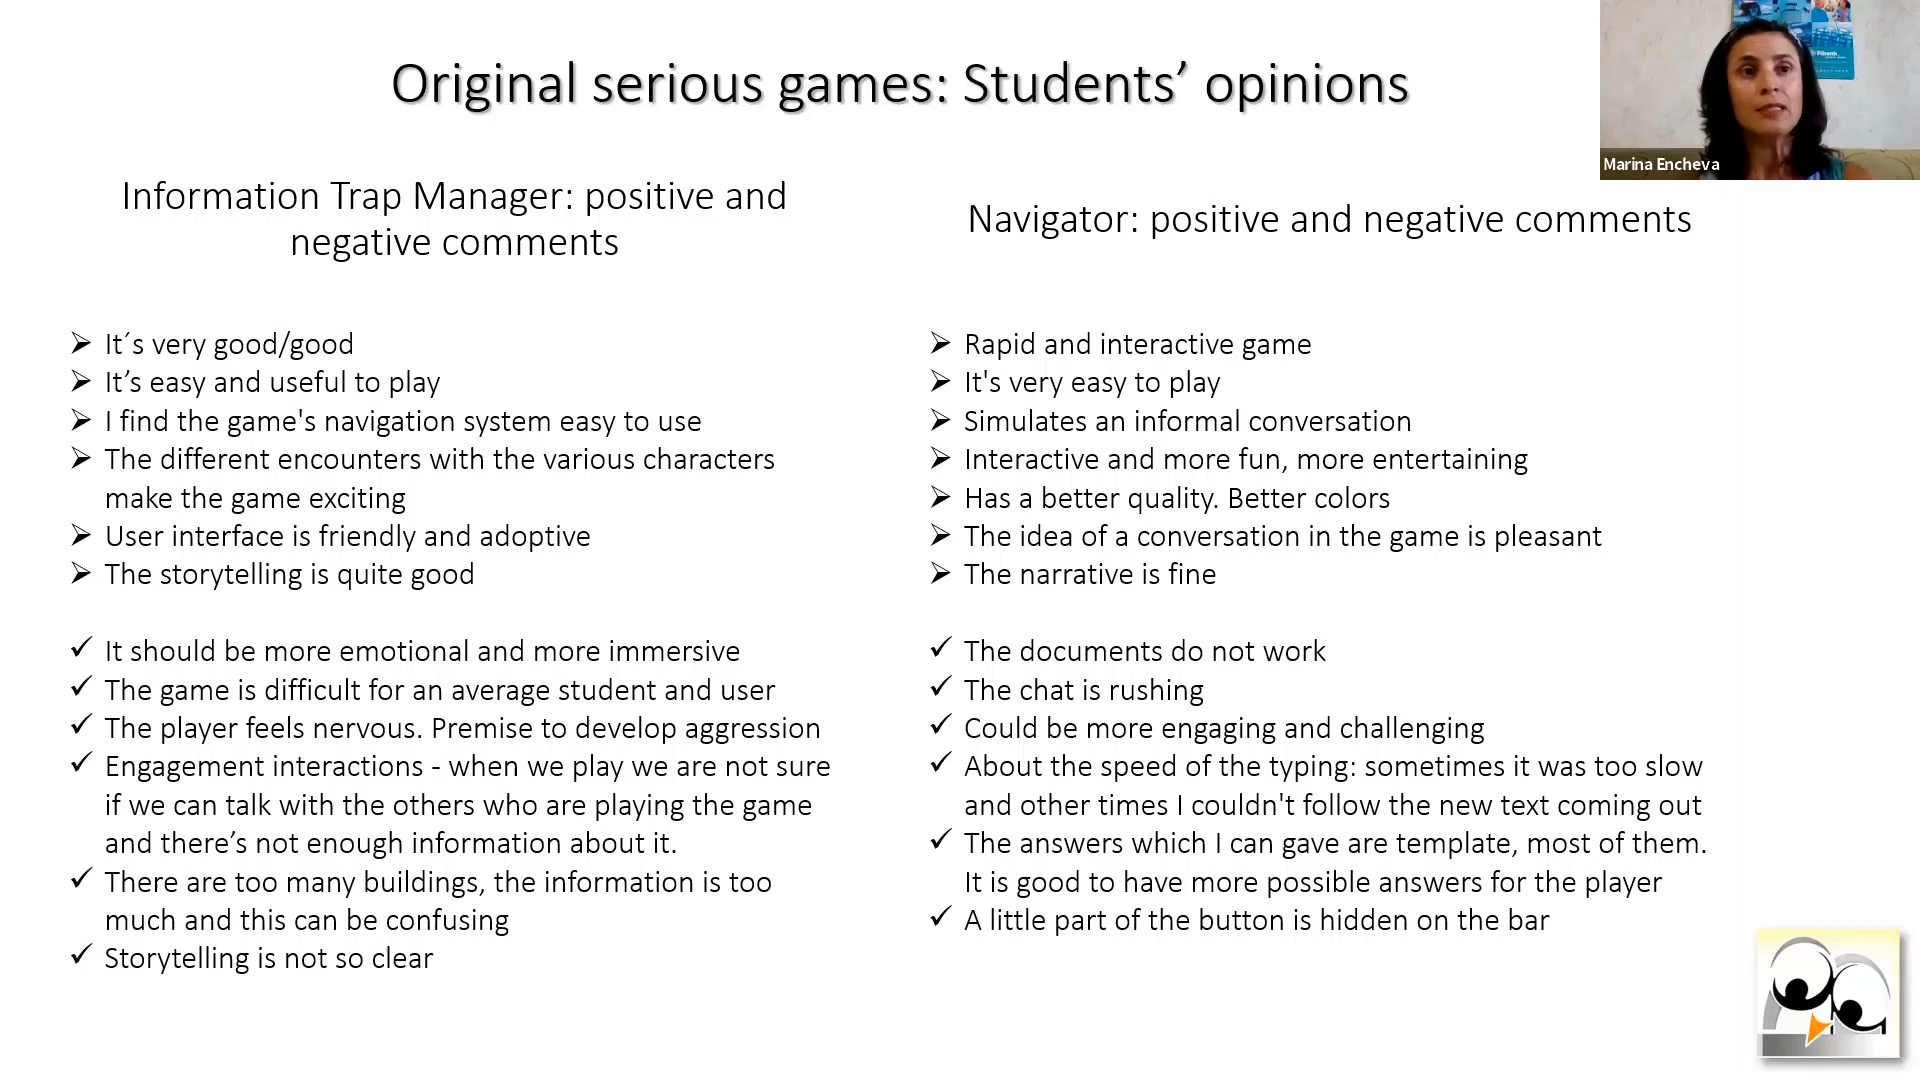 Original serious games: Students’ opinions
Marina Encheva
Information Trap Manager: positive and
negative comments
➢ It´s very good/good
➢ It’s easy and useful to play
➢ I find the game's navigation system easy to use
➢ The different encounters with the various characters
make the game exciting
➢ User interface is friendly and adoptive
➢ The storytelling is quite good
✓ It should be more emotional and more immersive
✓ The game is difficult for an average student and user
✓ The player feels nervous. Premise to develop aggression
✓ Engagement interactions - when we play we are not sure
if we can talk with the others who are playing the game
and there’s not enough information about it.
✓ There are too many buildings, the information is too
much and this can be confusing
✓ Storytelling is not so clear
Navigator: positive and negative comments
➢ Rapid and interactive game
➢ It's very easy to play
➢ Simulates an informal conversation
➢ Interactive and more fun, more entertaining
➢ Has a better quality. Better colors
➢ The idea of a conversation in the game is pleasant
➢ The narrative is fine
✓ The documents do not work
✓ The chat is rushing
✓ Could be more engaging and challenging
✓ About the speed of the typing: sometimes it was too slow
and other times I couldn't follow the new text coming out
✓ The answers which I can gave are template, most of them.
It is good to have more possible answers for the player
✓ A little part of the button is hidden on the bar